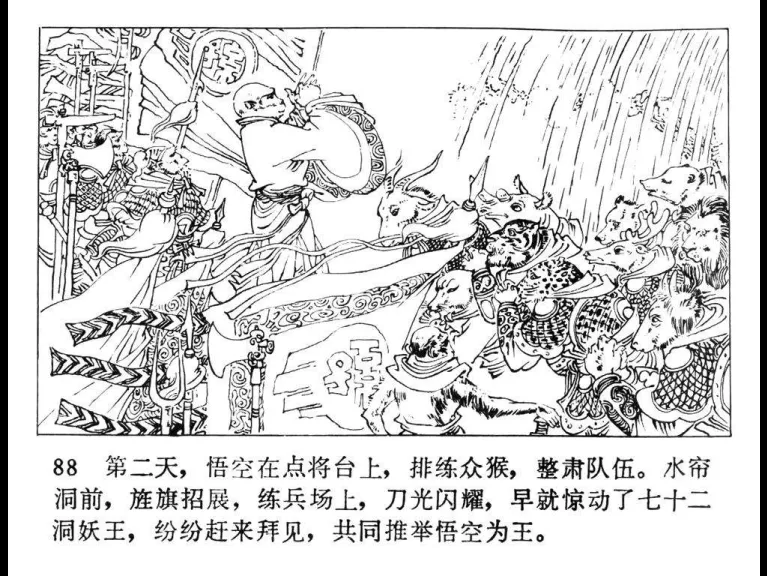 88 第二天，悟空在点将台上，排练众猴，整肃队伍。水帘
洞前，旌旗招展，练兵场上，刀光闪耀，早就惊动了七十二
洞妖王，纷纷赶来拜见，共同推举悟空为王。